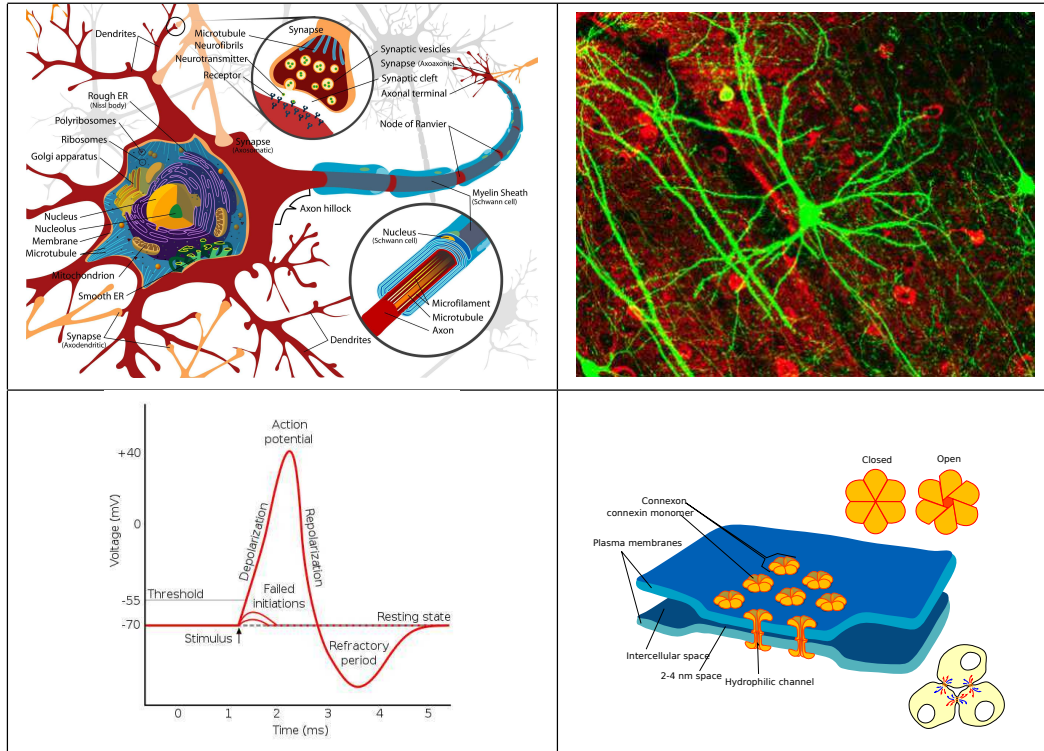 Dendrites
Microtubule
Neurofibrils
Neurotransmitter
Receptor
Synapse
Synaptic vesicles
Synapse (Axoaxonic)
Synaptic cleft
Axonal terminal
Rough ER
(Nissl body)
Polyribosomes
Ribosomes
Golgi apparatus
Synapse
(Axosomatic)
Node of Ranvier
Myelin Sheath
(Schwann cell)
Axon hillock
Nucleus
Nucleolus
Membrane
Microtubule
Mitochondrion
Smooth ER
Synapse
(Axodendritic)
Dendrites
Nucleus
(Schwann cell)
Microfilament
Microtubule
Axon
Action
potential
+40
Voltage (mV)
0
Depolarization
Repolarization
Threshold
-55
Failed
initiations
-70
Resting state
Stimulus
Refractory
period
0 1 2 3 4 5
Time (ms)
Closed
Open
Connexon
connexin monomer
Plasma membranes
Intercellular space
2-4 nm space
Hydrophilic channel